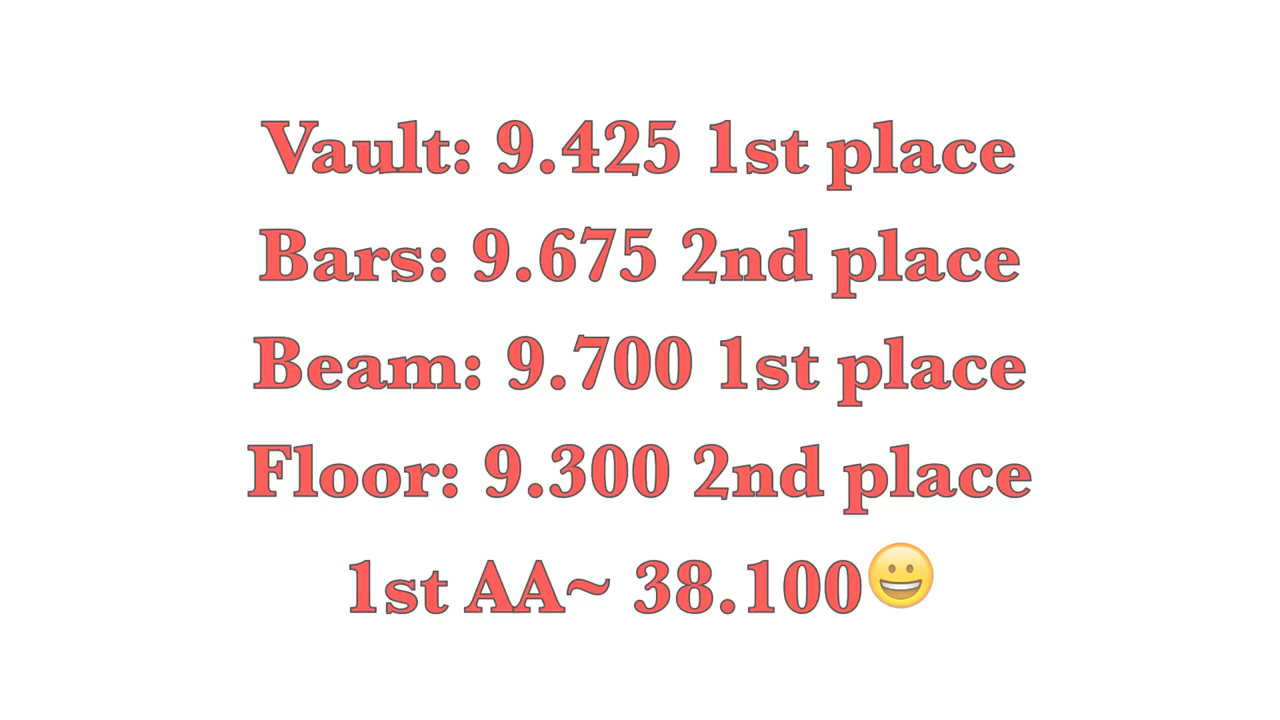 Vault: 9.425 1st place
Bars: 9.675 2nd place
Beam: 9.700 1st place
Floor: 9.300 2nd place
1st AA~ 38.100😀